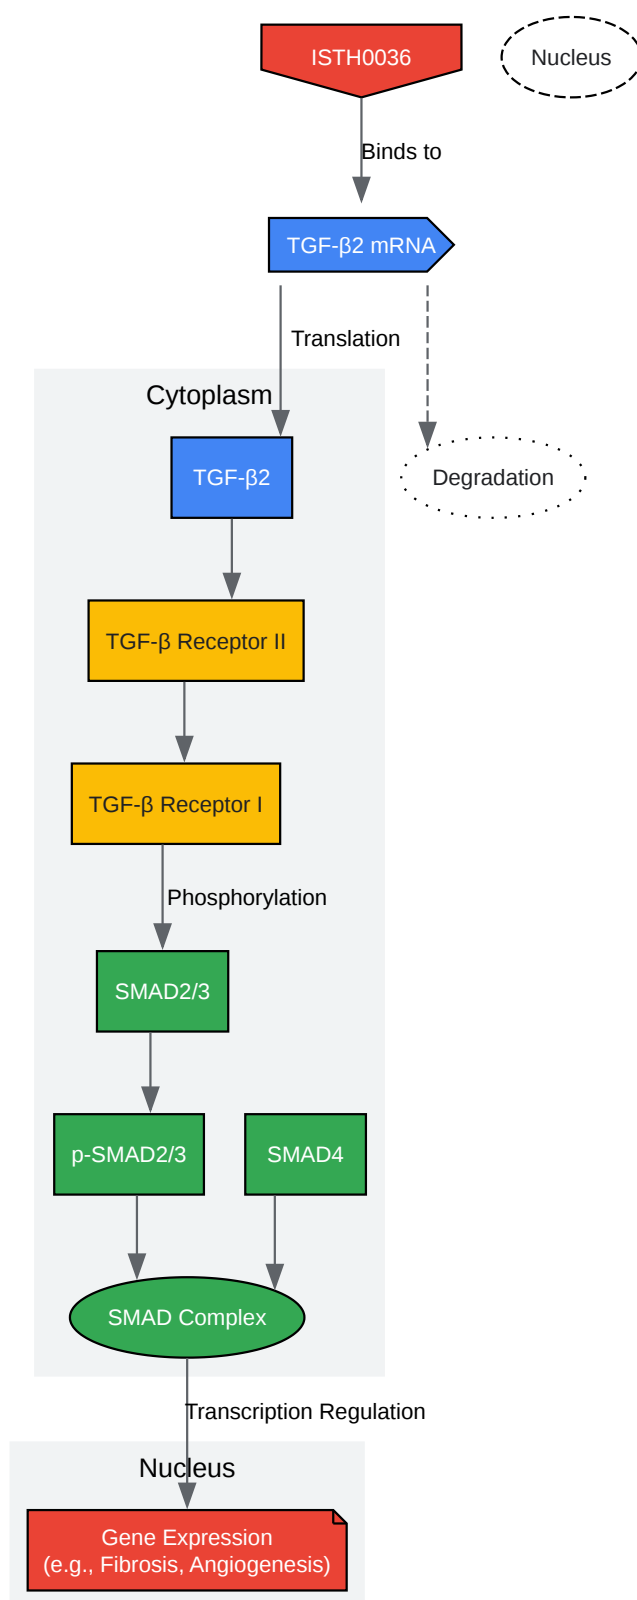 ISTH0036
Nucleus
Binds to
TGF-β2 mRNA
Translation
Cytoplasm
TGF-β2
Degradation
TGF-β Receptor II
TGF-β Receptor I
Phosphorylation
SMAD2/3
p-SMAD2/3
SMAD4
SMAD Complex
Transcription Regulation
Nucleus
Gene Expression
(e.g., Fibrosis, Angiogenesis)